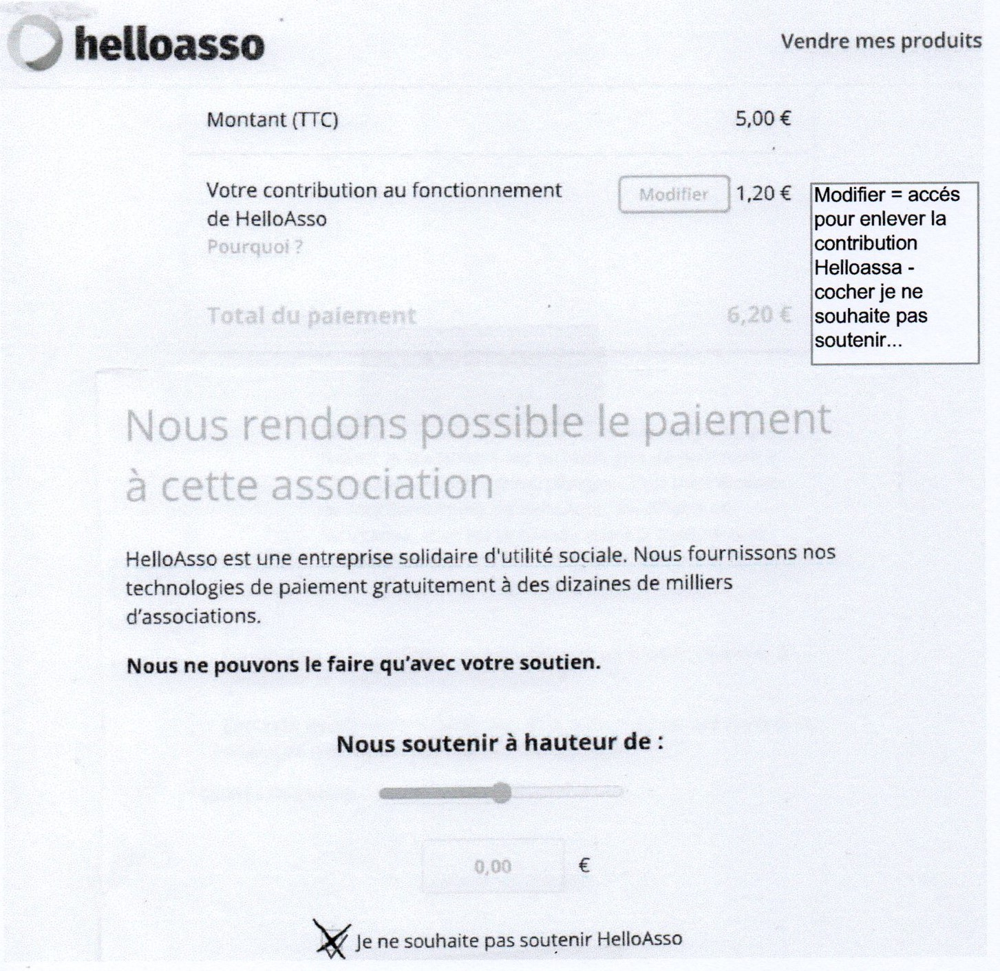 helloasso
Vendre mes produits
Montant (TTC) 5,00 €
Votre contribution au fonctionnement Modifier 1,20 €
de HelloAsso
Pourquoi ?
Total du paiement 6,20 €
Modifier = accés
pour enlever la
contribution
Helloassa -
cocher je ne
souhaite pas
soutenir...
Nous rendons possible le paiement
à cette association
HelloAsso est une entreprise solidaire d'utilité sociale. Nous fournissons nos
technologies de paiement gratuitement à des dizaines de milliers
d'associations.
Nous ne pouvons le faire qu'avec votre soutien.
Nous soutenir à hauteur de :
0,00 €
Je ne souhaite pas soutenir HelloAsso